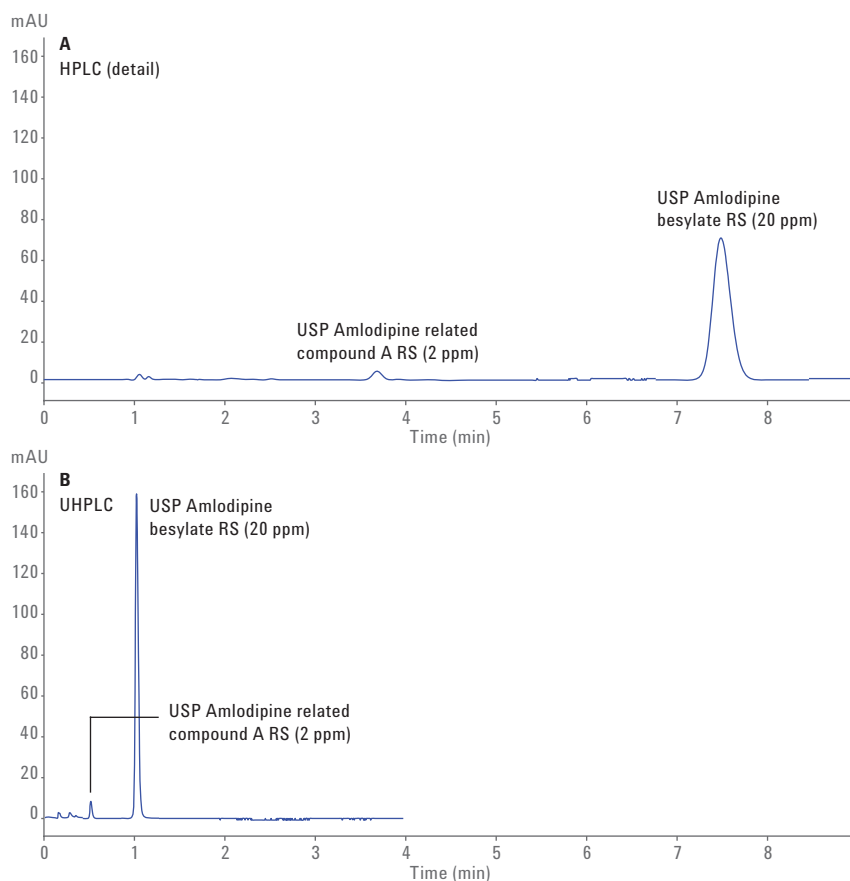 mAU
A
HPLC (detail)
160
140
120
100
80
60
40
20
0
USP Amlodipine
besylate RS (20 ppm)
USP Amlodipine related
compound A RS (2 ppm)
0 1 2 3 4 5 6 7 8
Time (min)
mAU
B
UHPLC
160
140
120
100
80
60
40
20
0
USP Amlodipine
besylate RS (20 ppm)
USP Amlodipine related
compound A RS (2 ppm)
0 1 2 3 4 5 6 7 8
Time (min)